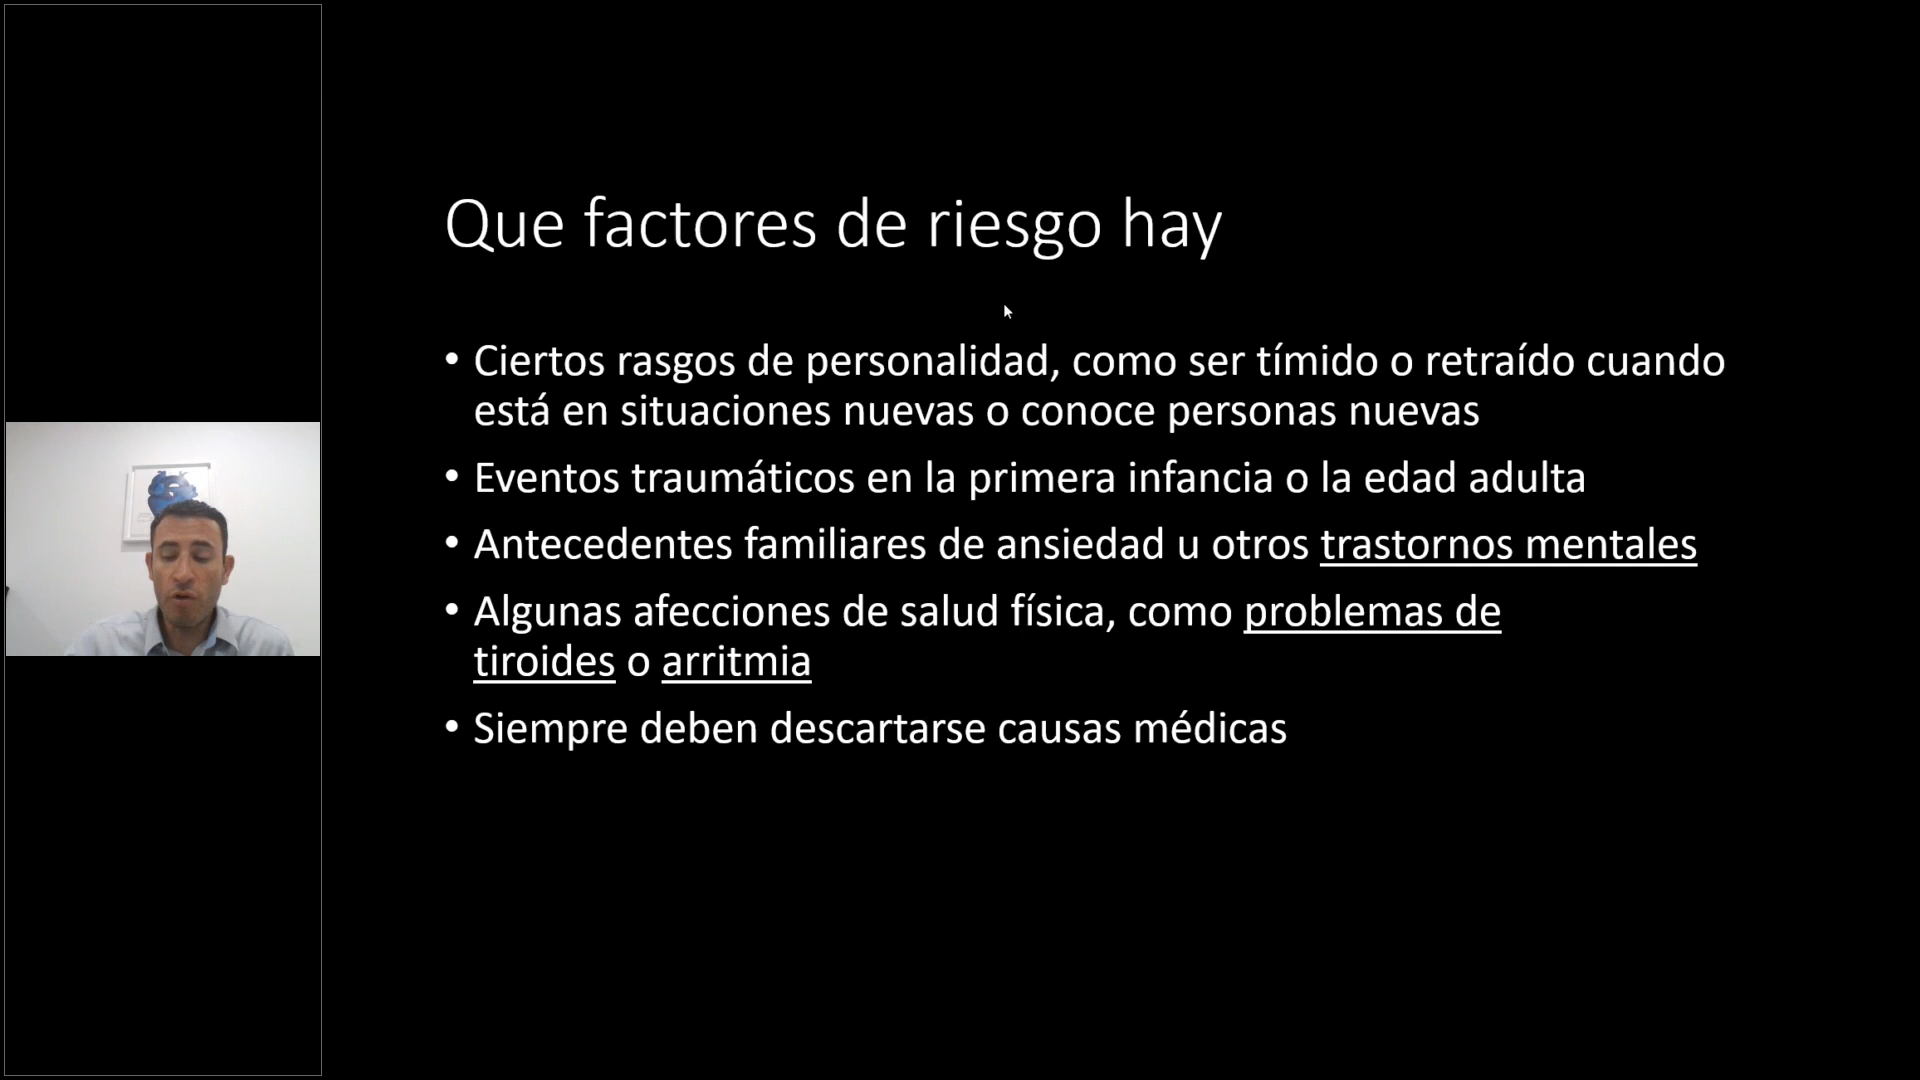 Que factores de riesgo hay
• Ciertos rasgos de personalidad, como ser tímido o retraído cuando
está en situaciones nuevas o conoce personas nuevas
• Eventos traumáticos en la primera infancia o la edad adulta
• Antecedentes familiares de ansiedad u otros trastornos mentales
• Algunas afecciones de salud física, como problemas de
tiroides o arritmia
• Siempre deben descartarse causas médicas